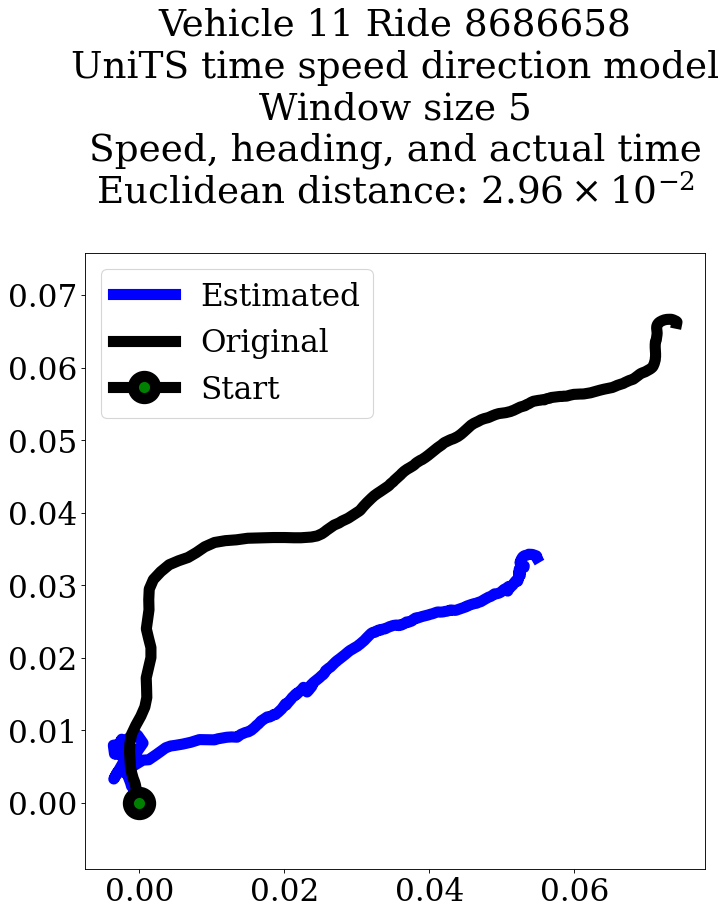 Vehicle 11 Ride 8686658
UniTS time speed direction model
Window size 5
Speed, heading, and actual time
Euclidean distance: 2.96 × 10⁻²
Estimated
Original
Start
0.07
0.06
0.05
0.04
0.03
0.02
0.01
0.00
0.00 0.02 0.04 0.06